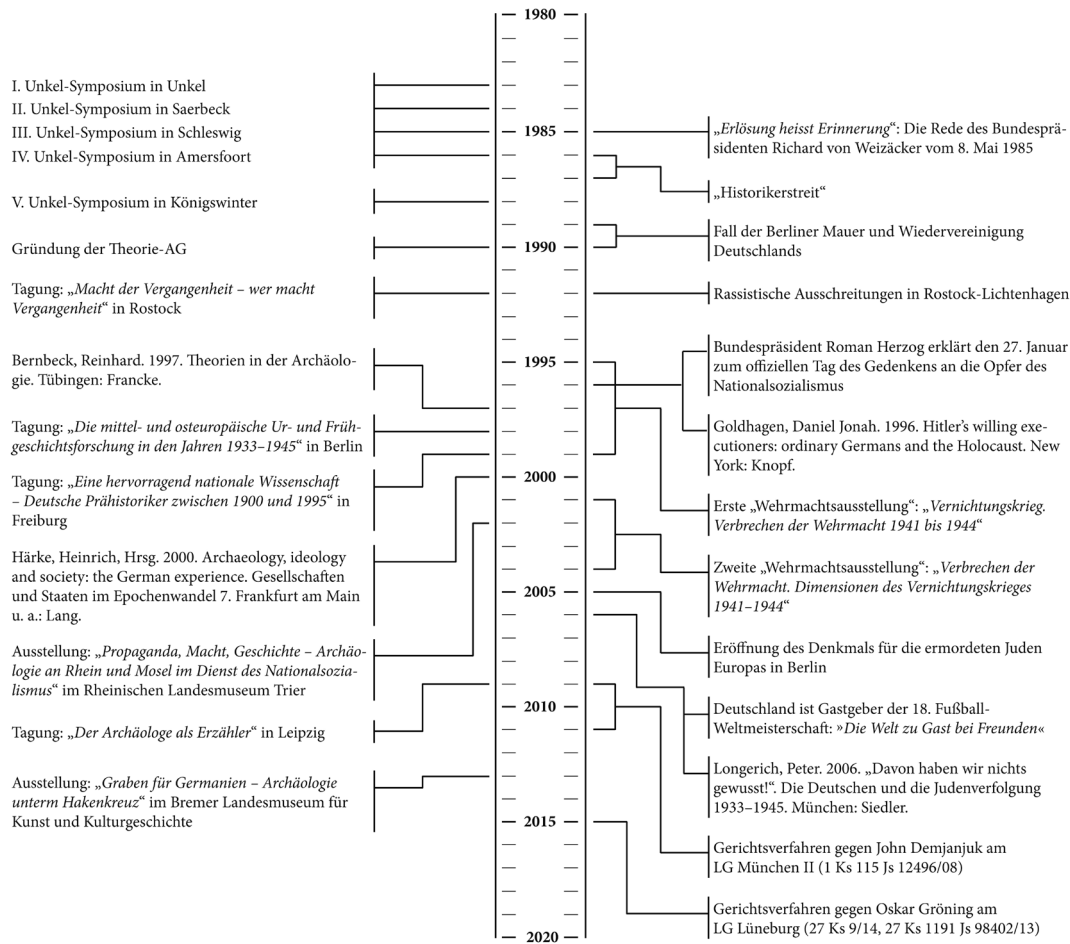 1980
1985
1990
1995
2000
2005
2010
2015
2020
I. Unkel-Symposium in Unkel
II. Unkel-Symposium in Saerbeck
III. Unkel-Symposium in Schleswig
IV. Unkel-Symposium in Amersfoort
V. Unkel-Symposium in Königswinter
Gründung der Theorie-AG
Tagung: „Macht der Vergangenheit – wer macht
Vergangenheit“ in Rostock
Bernbeck, Reinhard. 1997. Theorien in der Archäolo-
gie. Tübingen: Francke.
Tagung: „Die mittel- und osteuropäische Ur- und Früh-
geschichtsforschung in den Jahren 1933–1945“ in Berlin
Tagung: „Eine hervorragend nationale Wissenschaft
– Deutsche Prähistoriker zwischen 1900 und 1995“ in
Freiburg
Härke, Heinrich, Hrsg. 2000. Archaeology, ideology
and society: the German experience. Gesellschaften
und Staaten im Epochenwandel 7. Frankfurt am Main
u. a.: Lang.
Ausstellung: „Propaganda, Macht, Geschichte – Archäo-
logie an Rhein und Mosel im Dienst des Nationalsozia-
lismus“ im Rheinischen Landesmuseum Trier
Tagung: „Der Archäologe als Erzähler“ in Leipzig
Ausstellung: „Graben für Germanien – Archäologie
unterm Hakenkreuz“ im Bremer Landesmuseum für
Kunst und Kulturgeschichte
„Erlösung heisst Erinnerung“: Die Rede des Bundesprä-
sidenten Richard von Weizäcker vom 8. Mai 1985
„Historikerstreit“
Fall der Berliner Mauer und Wiedervereinigung
Deutschlands
Rassistische Ausschreitungen in Rostock-Lichtenhagen
Bundespräsident Roman Herzog erklärt den 27. Januar
zum offiziellen Tag des Gedenkens an die Opfer des
Nationalsozialismus
Goldhagen, Daniel Jonah. 1996. Hitler’s willing exe-
cutioners: ordinary Germans and the Holocaust. New
York: Knopf.
Erste „Wehrmachtsausstellung“: „Vernichtungskrieg.
Verbrechen der Wehrmacht 1941 bis 1944“
Zweite „Wehrmachtsausstellung“: „Verbrechen der
Wehrmacht. Dimensionen des Vernichtungskrieges
1941–1944“
Eröffnung des Denkmals für die ermordeten Juden
Europas in Berlin
Deutschland ist Gastgeber der 18. Fußball-
Weltmeisterschaft: »Die Welt zu Gast bei Freunden«
Longerich, Peter. 2006. „Davon haben wir nichts
gewusst!“. Die Deutschen und die Judenverfolgung
1933–1945. München: Siedler.
Gerichtsverfahren gegen John Demjanjuk am
LG München II (1 Ks 115 Js 12496/08)
Gerichtsverfahren gegen Oskar Gröning am
LG Lüneburg (27 Ks 9/14, 27 Ks 1191 Js 98402/13)